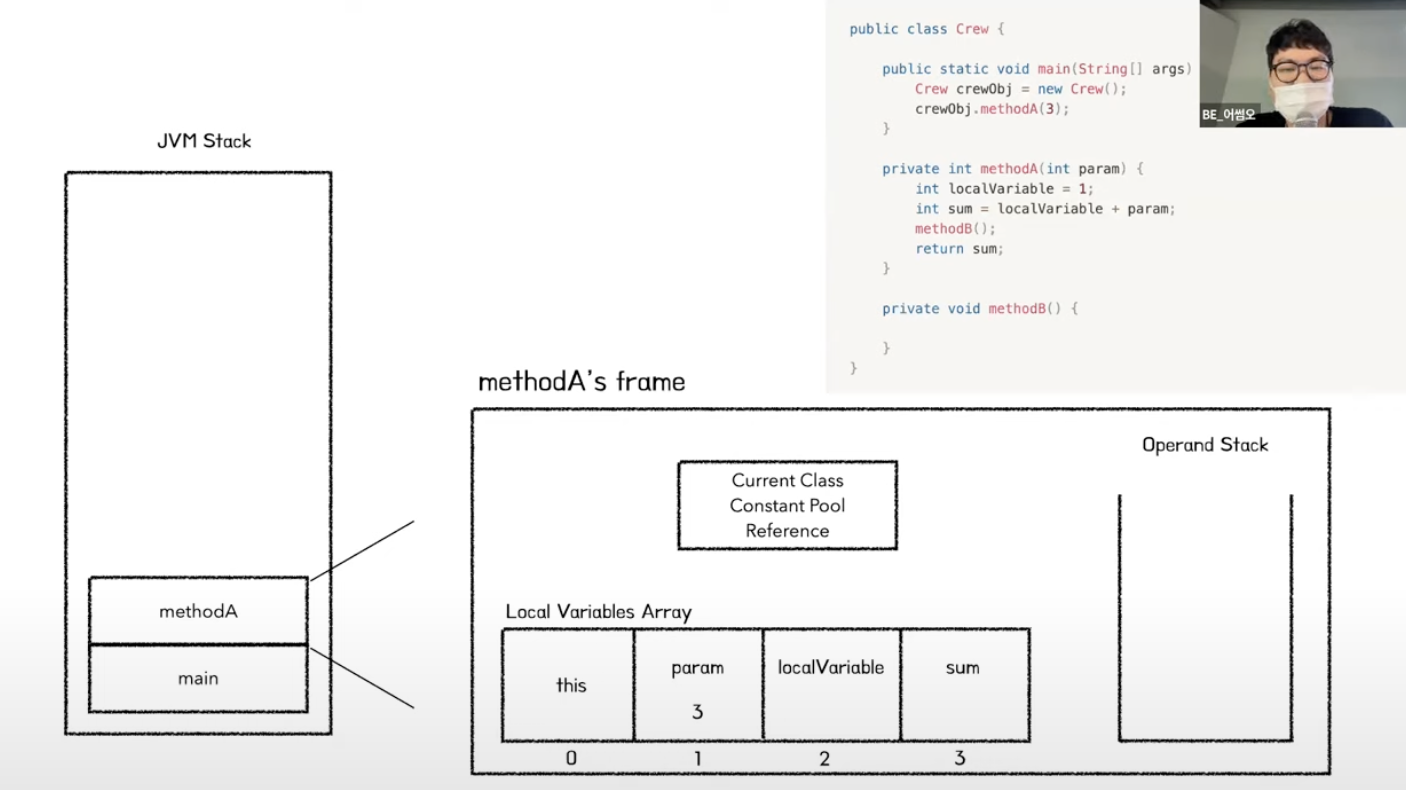 public class Crew {
public static void main(String[] args)
Crew crewObj = new Crew();
crewObj.methodA(3);
}
private int methodA(int param) {
int localVariable = 1;
int sum = localVariable + param;
methodB();
return sum;
}
private void methodB() {
}
}
BE_어썸오
JVM Stack
methodA
main
methodA's frame
Current Class
Constant Pool
Reference
Operand Stack
Local Variables Array
this
param
3
localVariable
sum
0
1
2
3